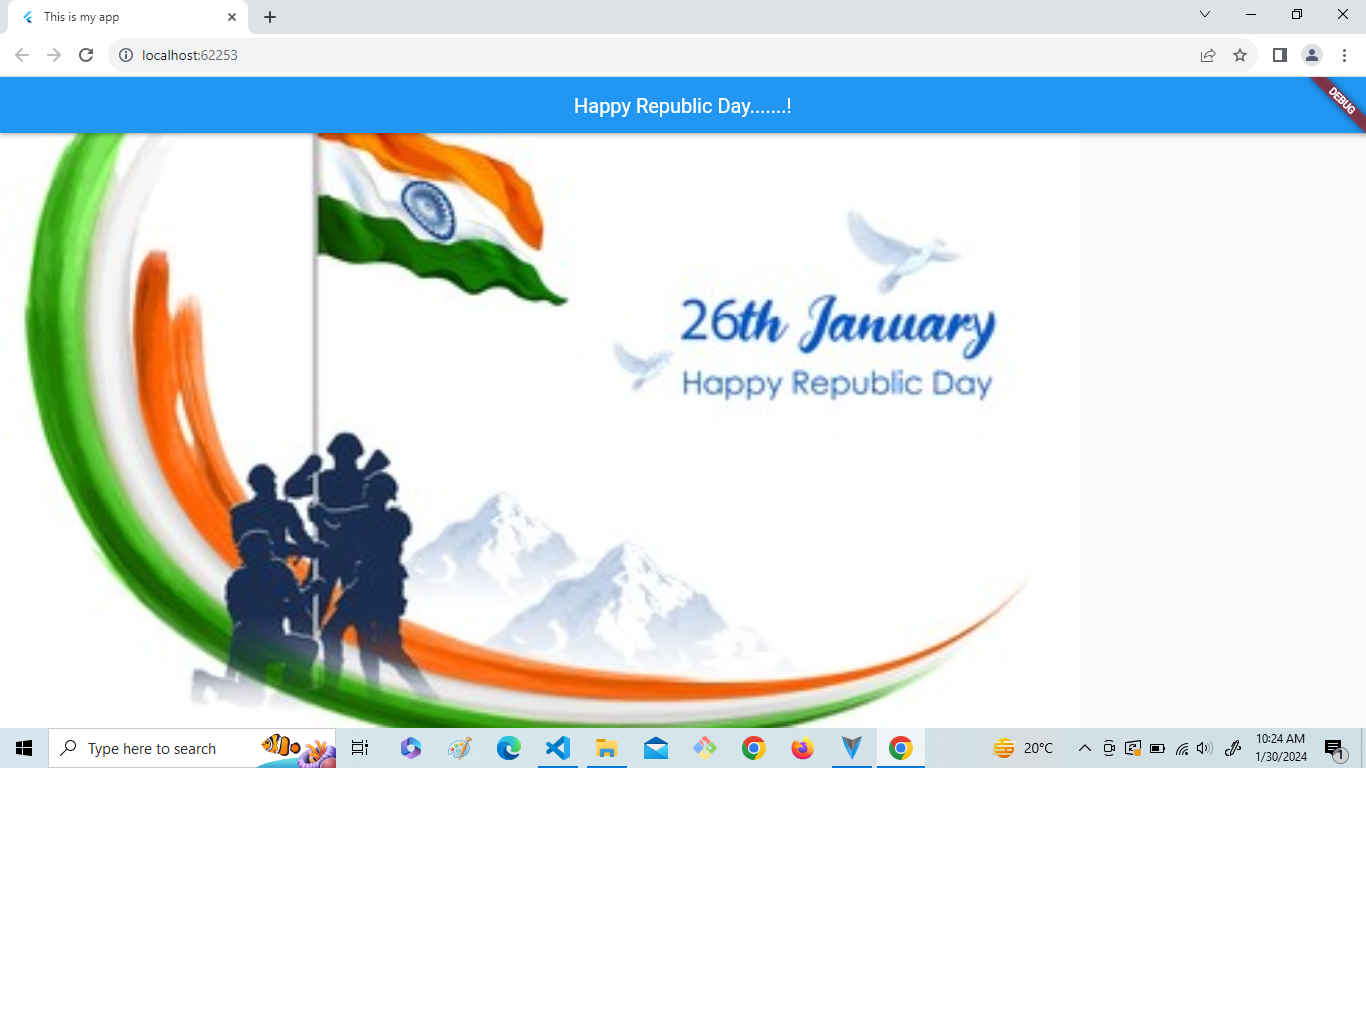 This is my app
localhost:62253
Happy Republic Day.......!
DEBUG
26th January
Happy Republic Day
Type here to search
20°C
10:24 AM
1/30/2024
1